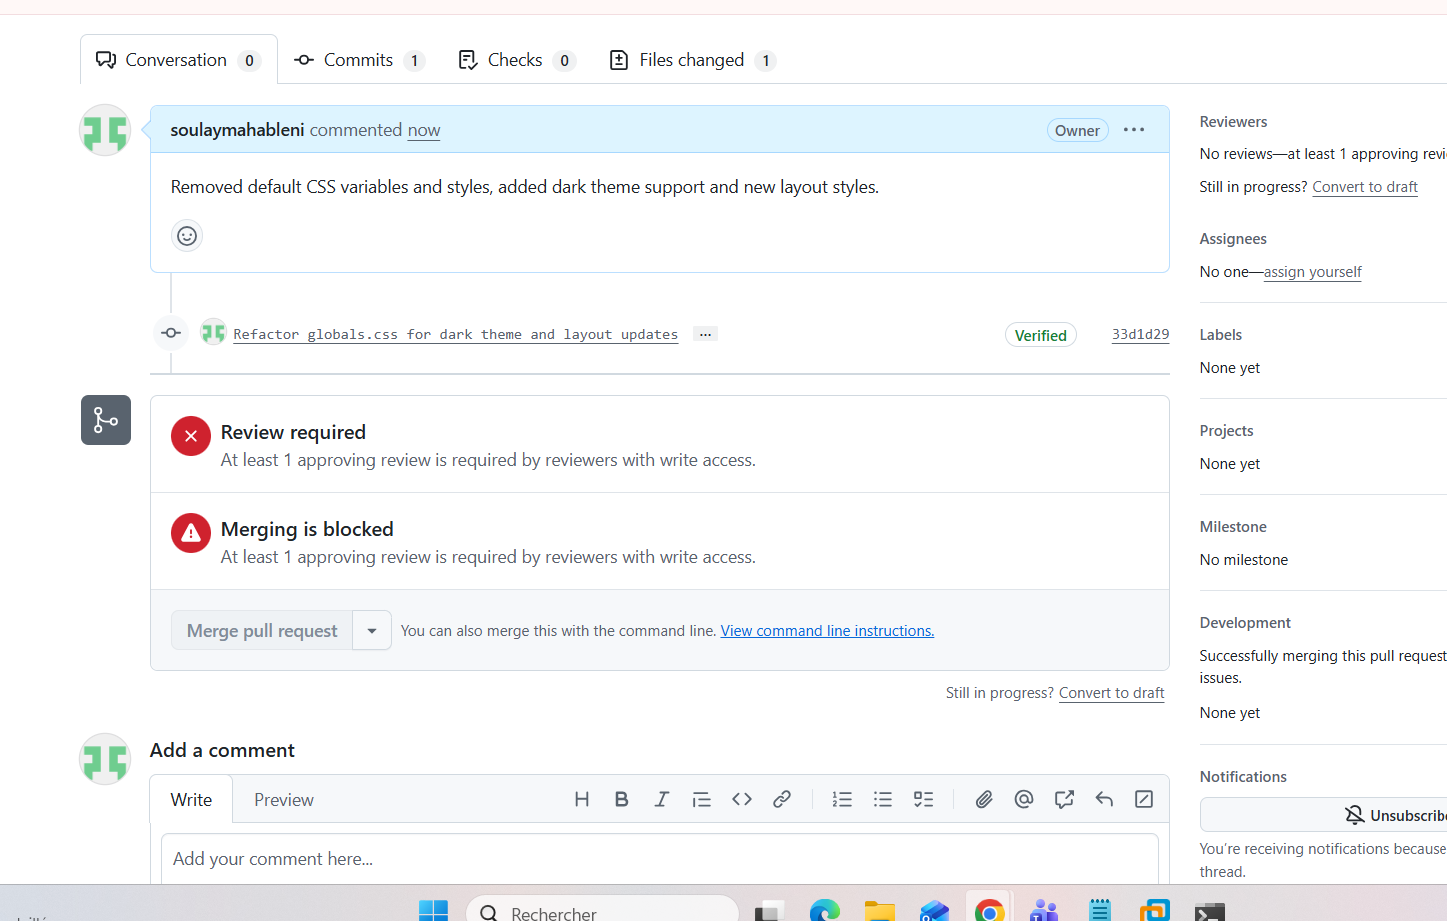 Conversation 0 Commits 1 Checks 0 Files changed 1
soulaymahableni commented now Owner
Removed default CSS variables and styles, added dark theme support and new layout styles.
Refactor globals.css for dark theme and layout updates Verified 33d1d29
Review required
At least 1 approving review is required by reviewers with write access.
Merging is blocked
At least 1 approving review is required by reviewers with write access.
Merge pull request You can also merge this with the command line. View command line instructions.
Still in progress? Convert to draft
Add a comment
Write Preview
Add your comment here...
Reviewers
No reviews—at least 1 approving revi
Still in progress? Convert to draft
Assignees
No one—assign yourself
Labels
None yet
Projects
None yet
Milestone
No milestone
Development
Successfully merging this pull request
issues.
None yet
Notifications
Unsubscribe
You're receiving notifications because
thread.
Rechercher